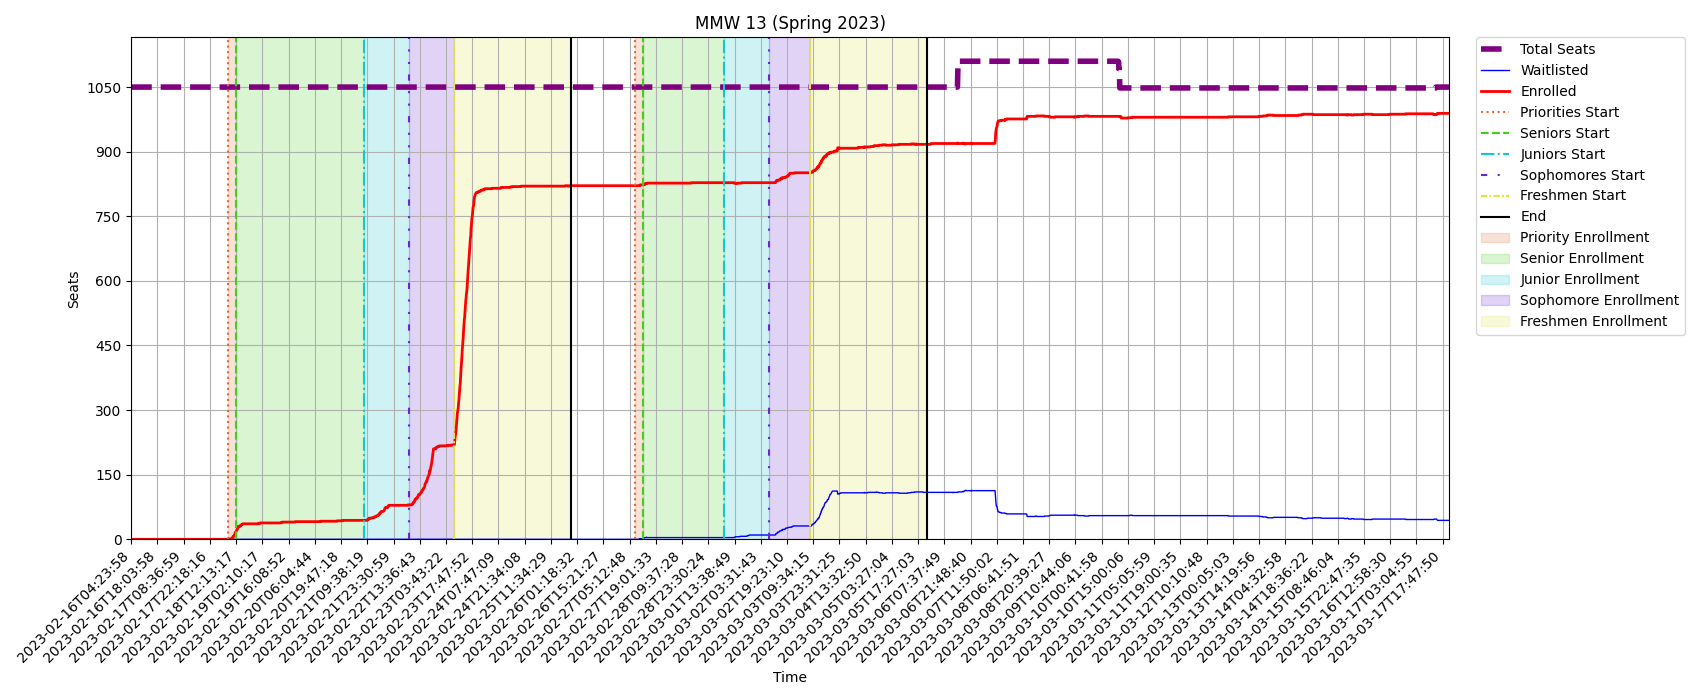 MMW 13 (Spring 2023)
Seats
1050
900
750
600
450
300
150
0
2023-02-16T04:23:58
2023-02-16T18:03:58
2023-02-17T08:36:59
2023-02-17T22:18:16
2023-02-18T12:13:17
2023-02-19T02:10:17
2023-02-19T16:08:52
2023-02-20T06:04:44
2023-02-20T19:47:18
2023-02-21T09:38:19
2023-02-21T23:30:59
2023-02-22T13:36:43
2023-02-23T03:43:22
2023-02-23T17:47:52
2023-02-24T07:47:09
2023-02-24T21:34:08
2023-02-25T11:34:29
2023-02-26T01:18:32
2023-02-26T15:21:27
2023-02-27T05:12:48
2023-02-27T19:01:33
2023-02-28T09:37:28
2023-02-28T23:30:24
2023-03-01T13:38:49
2023-03-02T03:31:43
2023-03-02T19:23:10
2023-03-03T09:34:15
2023-03-03T23:31:25
2023-03-04T13:32:50
2023-03-05T03:27:04
2023-03-05T17:27:03
2023-03-06T07:37:49
2023-03-06T21:48:40
2023-03-07T11:50:02
2023-03-08T06:41:51
2023-03-08T20:39:27
2023-03-09T10:44:06
2023-03-10T00:41:58
2023-03-10T15:00:06
2023-03-11T05:05:59
2023-03-11T19:00:35
2023-03-12T10:10:48
2023-03-13T00:05:03
2023-03-13T14:19:56
2023-03-14T04:32:58
2023-03-14T18:36:22
2023-03-15T08:46:04
2023-03-15T22:47:35
2023-03-16T12:58:30
2023-03-17T03:04:55
2023-03-17T17:47:50
Time
Total Seats
Waitlisted
Enrolled
Priorities Start
Seniors Start
Juniors Start
Sophomores Start
Freshmen Start
End
Priority Enrollment
Senior Enrollment
Junior Enrollment
Sophomore Enrollment
Freshmen Enrollment